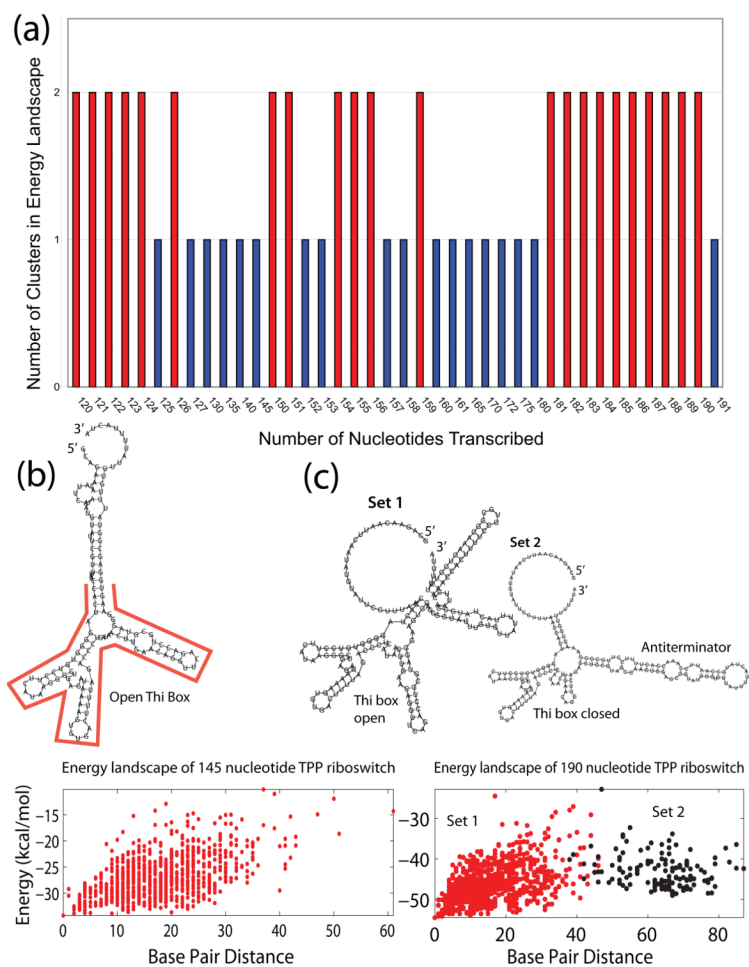 (a)
Number of Clusters in Energy Landscape
2
1
0
120 121 122 123 124 125 126 127 130 135 140 145 150 151 152 153 154 155 156 157 158 159 160 161 165 170 172 175 180 181 182 183 184 185 186 187 188 189 190 191
Number of Nucleotides Transcribed
(b)
3′
5′
Open Thi Box
(c)
Set 1
5′
3′
Thi box
open
Set 2
5′
3′
Antiterminator
Thi box closed
Energy landscape of 145 nucleotide TPP riboswitch
Energy (kcal/mol)
−15
−20
−25
−30
0 10 20 30 40 50 60
Base Pair Distance
Energy landscape of 190 nucleotide TPP riboswitch
Set 1
Set 2
−30
−40
−50
0 20 40 60 80
Base Pair Distance